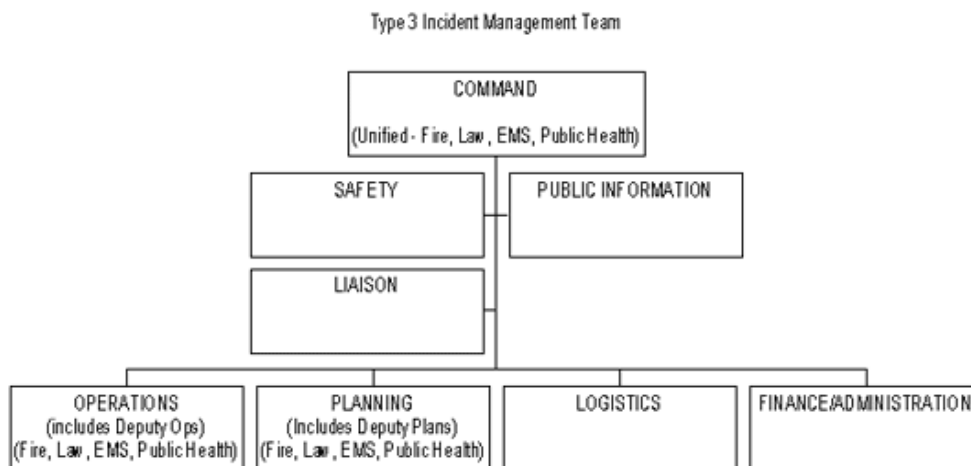 Type 3 Incident Management Team
COMMAND
(Unified - Fire, Law, EMS, Public Health)
SAFETY
PUBLIC INFORMATION
LIAISON
OPERATIONS
(includes Deputy Ops)
(Fire, Law, EMS, Public Health)
PLANNING
(Includes Deputy Plans)
(Fire, Law, EMS, Public Health)
LOGISTICS
FINANCE/ADMINISTRATION